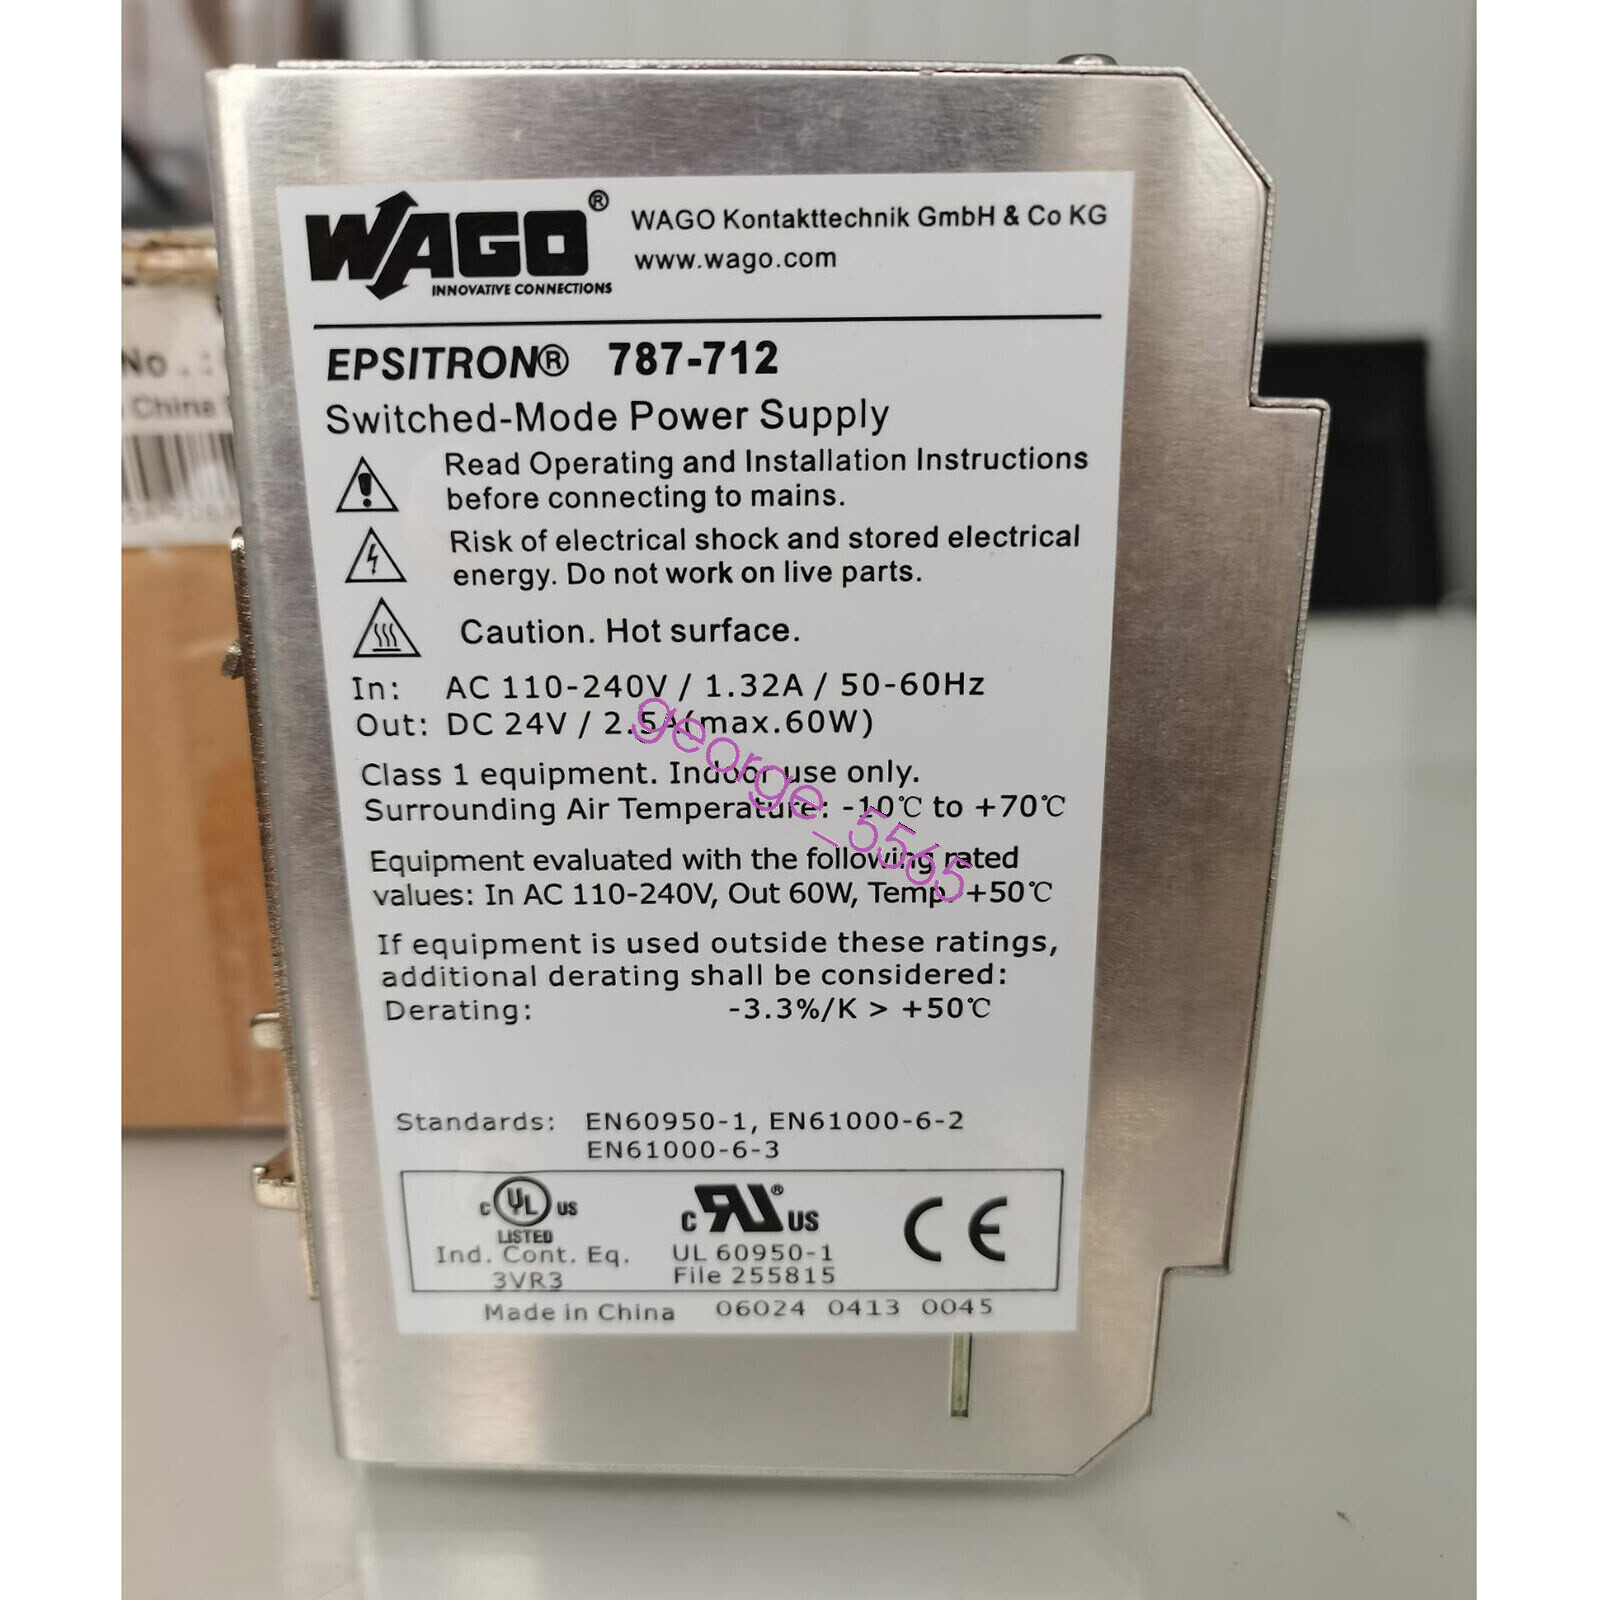 WAGO®
INNOVATIVE CONNECTIONS
WAGO Kontakttechnik GmbH & Co KG
www.wago.com
EPSITRON® 787-712
Switched-Mode Power Supply
Read Operating and Installation Instructions
before connecting to mains.
Risk of electrical shock and stored electrical
energy. Do not work on live parts.
Caution. Hot surface.
In: AC 110-240V / 1.32A / 50-60Hz
Out: DC 24V / 2.5A(max.60W)
Class 1 equipment. Indoor use only.
Surrounding Air Temperature: -10℃ to +70℃
Equipment evaluated with the following rated
values: In AC 110-240V, Out 60W, Temp. +50℃
If equipment is used outside these ratings,
additional derating shall be considered:
Derating: -3.3%/K > +50℃
Standards: EN60950-1, EN61000-6-2
EN61000-6-3
c UL US
LISTED
Ind. Cont. Eq.
3VR3
c RU® US
UL 60950-1
File 255815
CE
Made in China 06024 0413 0045
george_5565
No.:
China